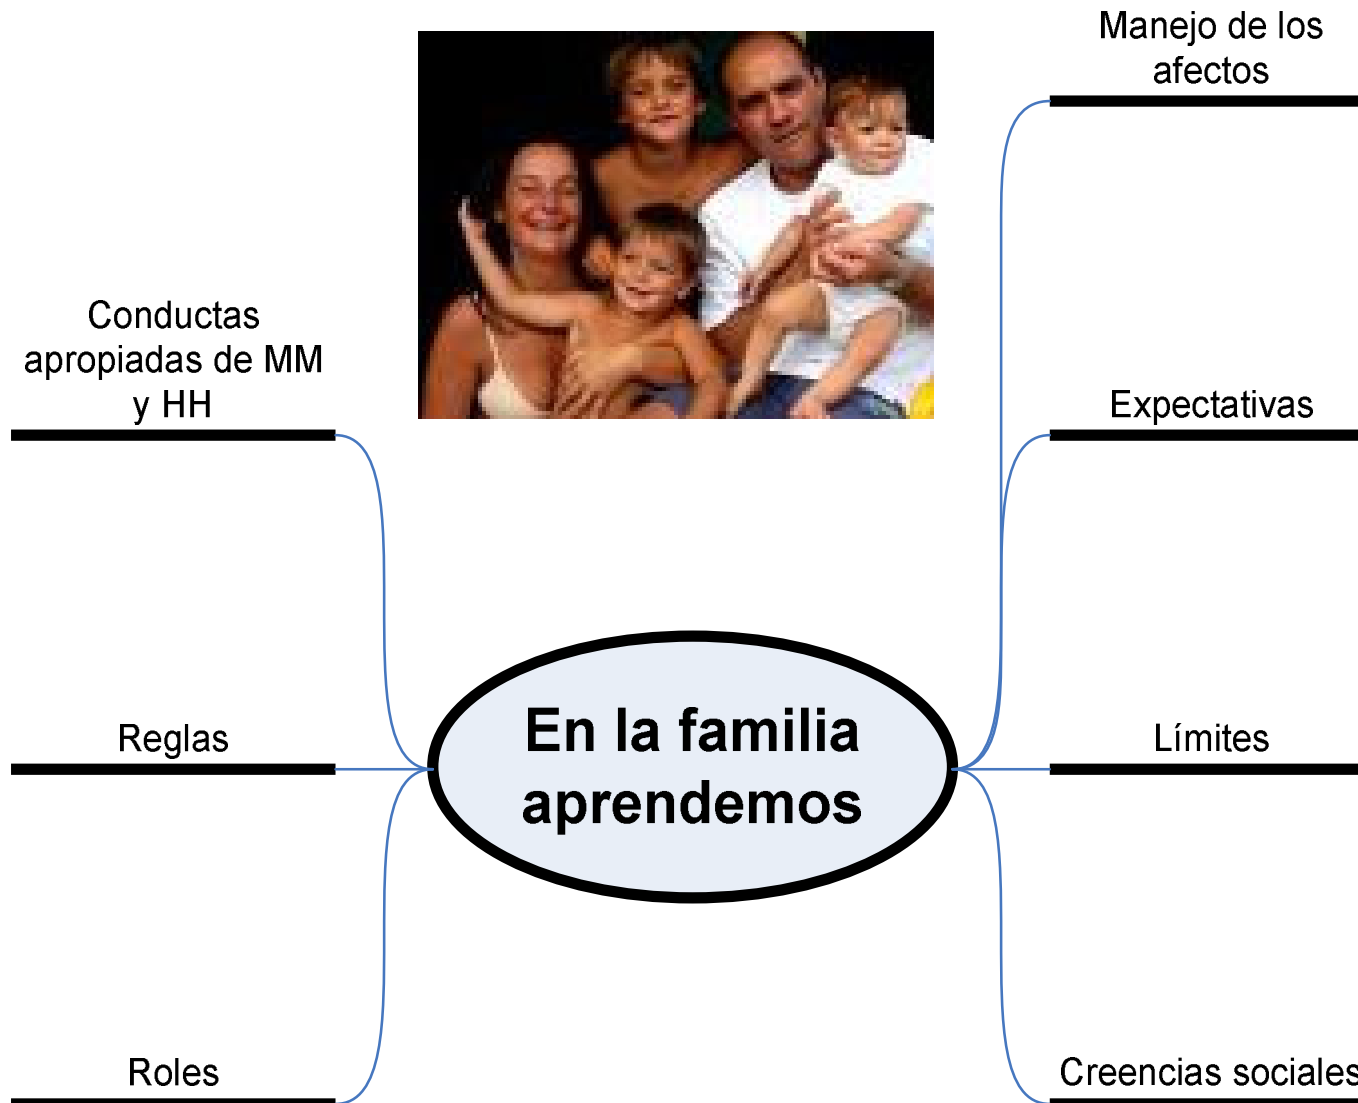 Manejo de los
afectos
Conductas
apropiadas de MM
y HH
Expectativas
En la familia
aprendemos
Reglas
Límites
Roles
Creencias sociales